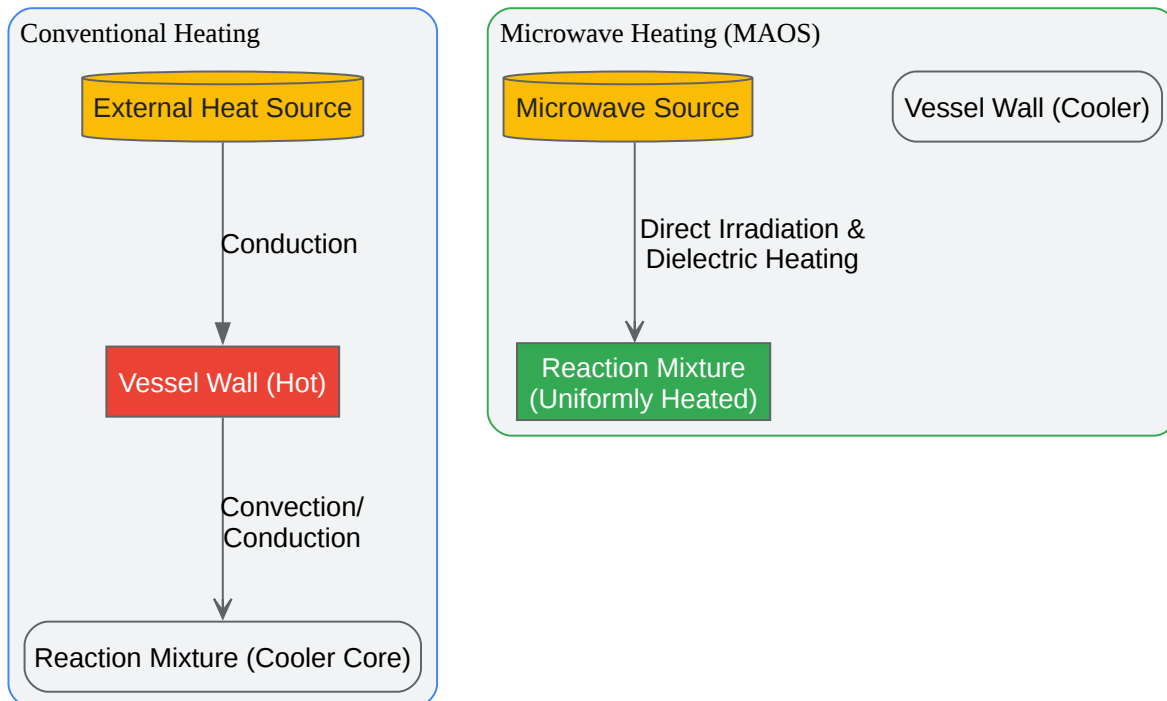 Conventional Heating
External Heat Source
Conduction
Vessel Wall (Hot)
Convection/
Conduction
Reaction Mixture (Cooler Core)
Microwave Heating (MAOS)
Microwave Source
Vessel Wall (Cooler)
Direct Irradiation &
Dielectric Heating
Reaction Mixture
(Uniformly Heated)